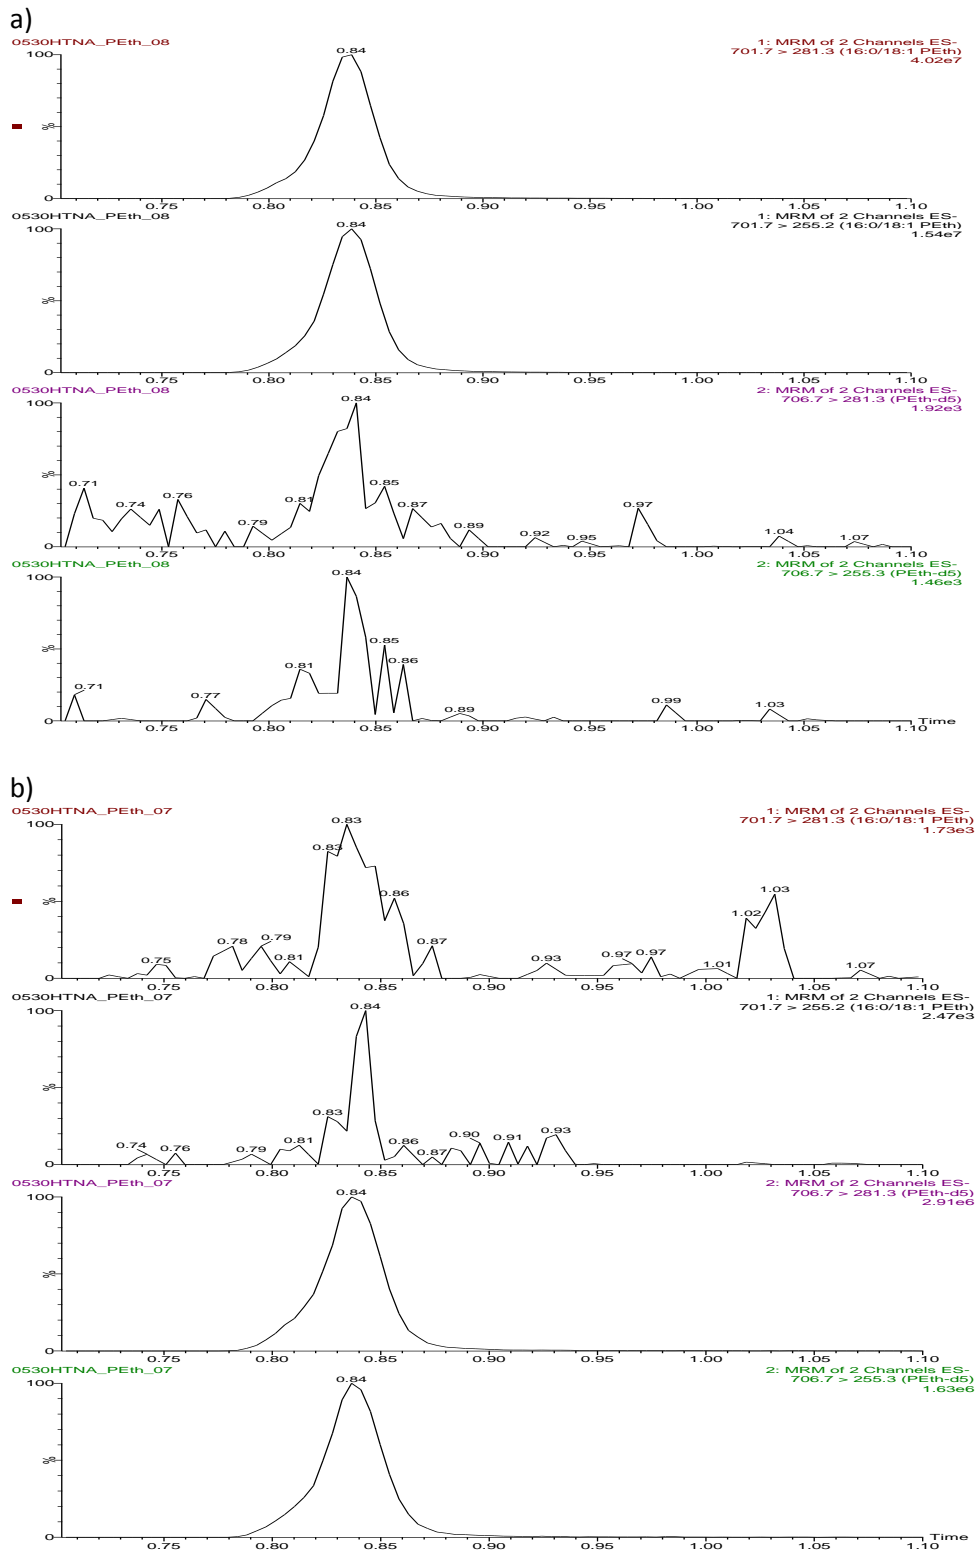 a)
0530HTNA_PEth_08
1: MRM of 2 Channels ES-
701.7 > 281.3 (16:0/18:1 PEth)
4.02e7
0.84
100
%
0
0.75 0.80 0.85 0.90 0.95 1.00 1.05 1.10
0530HTNA_PEth_08
1: MRM of 2 Channels ES-
701.7 > 255.2 (16:0/18:1 PEth)
1.54e7
0.84
100
%
0
0.75 0.80 0.85 0.90 0.95 1.00 1.05 1.10
0530HTNA_PEth_08
2: MRM of 2 Channels ES-
706.7 > 281.3 (PEth-d5)
1.92e3
100
%
0
0.71 0.74 0.76 0.79 0.81 0.84 0.85 0.87 0.89 0.92 0.95 0.97 1.04 1.07
0.75 0.80 0.85 0.90 0.95 1.00 1.05 1.10
0530HTNA_PEth_08
2: MRM of 2 Channels ES-
706.7 > 255.3 (PEth-d5)
1.46e3
100
%
0
0.71 0.77 0.81 0.84 0.85 0.86 0.89 0.99 1.03
Time
0.75 0.80 0.85 0.90 0.95 1.00 1.05 1.10
b)
0530HTNA_PEth_07
1: MRM of 2 Channels ES-
701.7 > 281.3 (16:0/18:1 PEth)
1.73e3
100
%
0
0.75 0.78 0.79 0.81 0.83 0.83 0.86 0.87 0.93 0.97 0.97 1.01 1.02 1.03 1.07
0.75 0.80 0.85 0.90 0.95 1.00 1.05 1.10
0530HTNA_PEth_07
1: MRM of 2 Channels ES-
701.7 > 255.2 (16:0/18:1 PEth)
2.47e3
100
%
0
0.74 0.76 0.79 0.81 0.83 0.84 0.86 0.87 0.90 0.91 0.93
0.75 0.80 0.85 0.90 0.95 1.00 1.05 1.10
0530HTNA_PEth_07
2: MRM of 2 Channels ES-
706.7 > 281.3 (PEth-d5)
2.91e6
0.84
100
%
0
0.75 0.80 0.85 0.90 0.95 1.00 1.05 1.10
0530HTNA_PEth_07
2: MRM of 2 Channels ES-
706.7 > 255.3 (PEth-d5)
1.63e6
0.84
100
%
0
Time
0.75 0.80 0.85 0.90 0.95 1.00 1.05 1.10